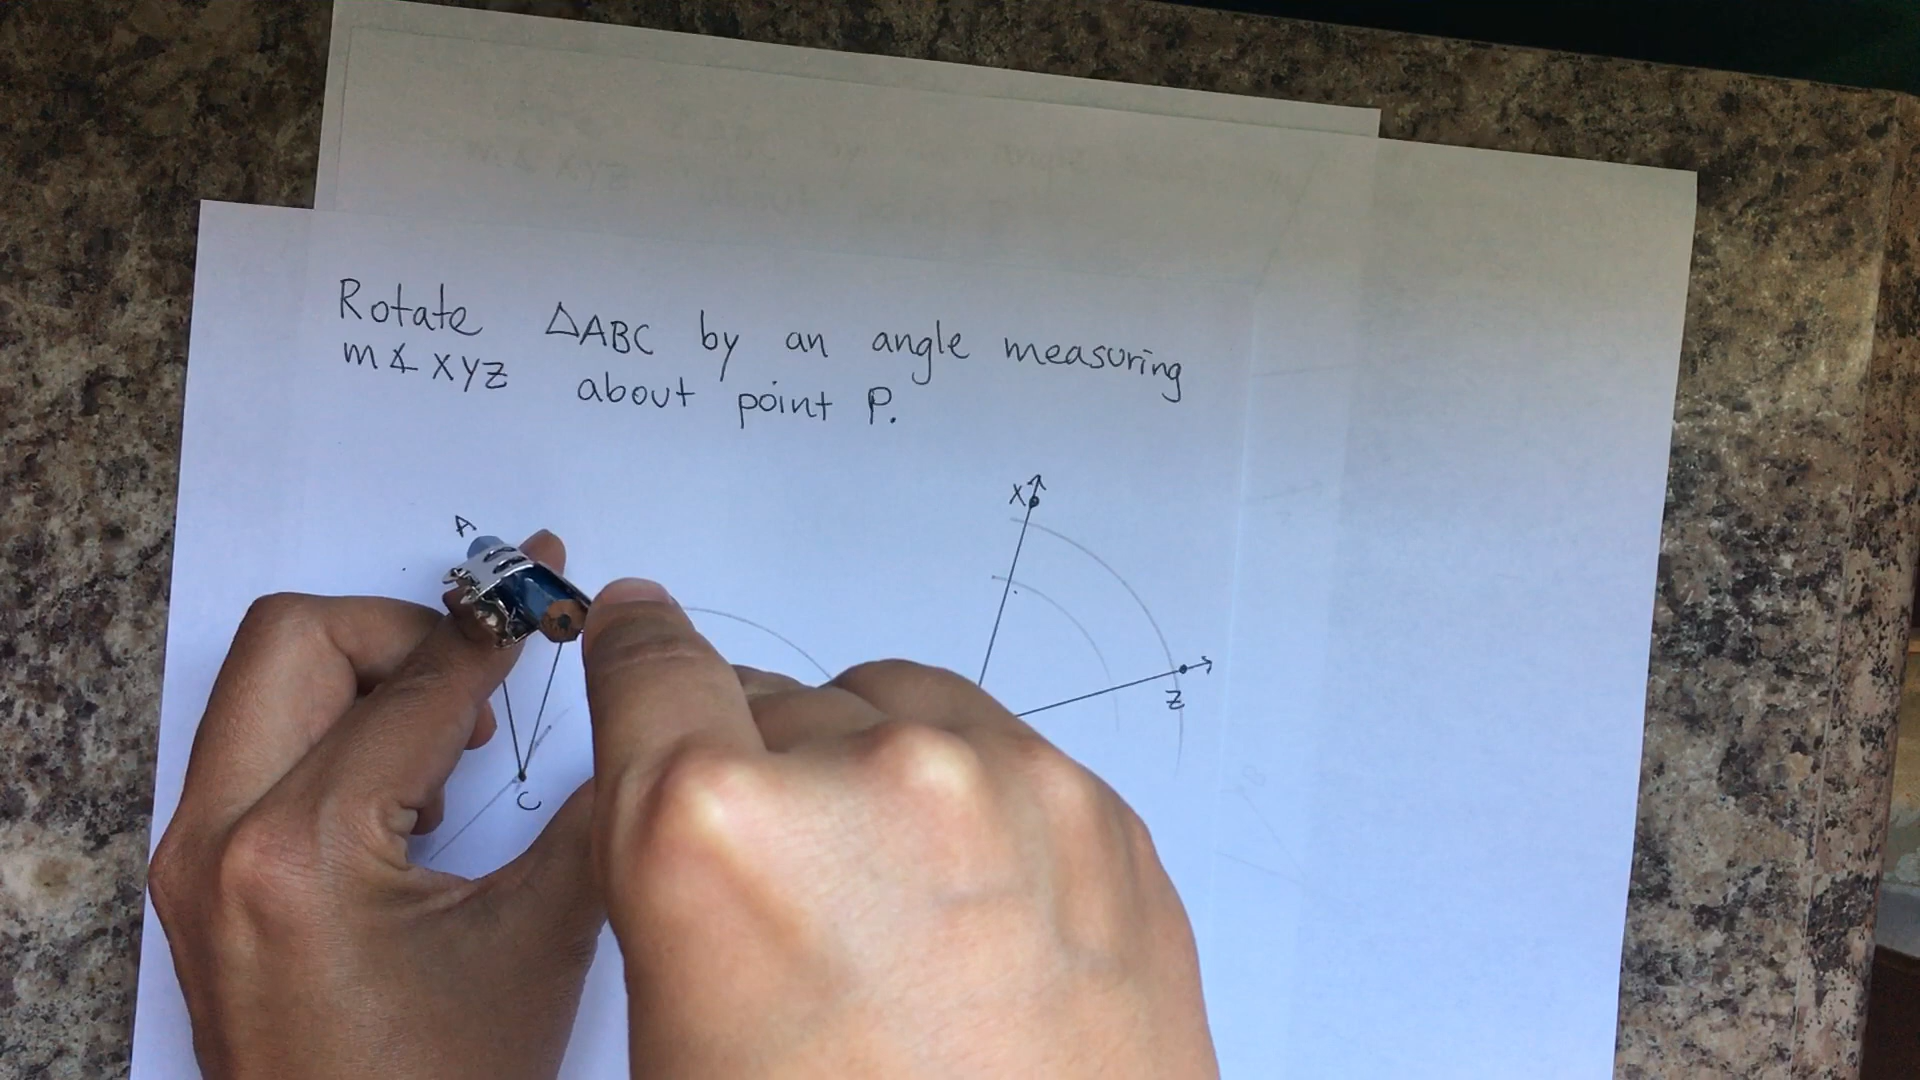 Rotate △ABC by an angle measuring
m∡XYZ about point P.
X
A
Z
C